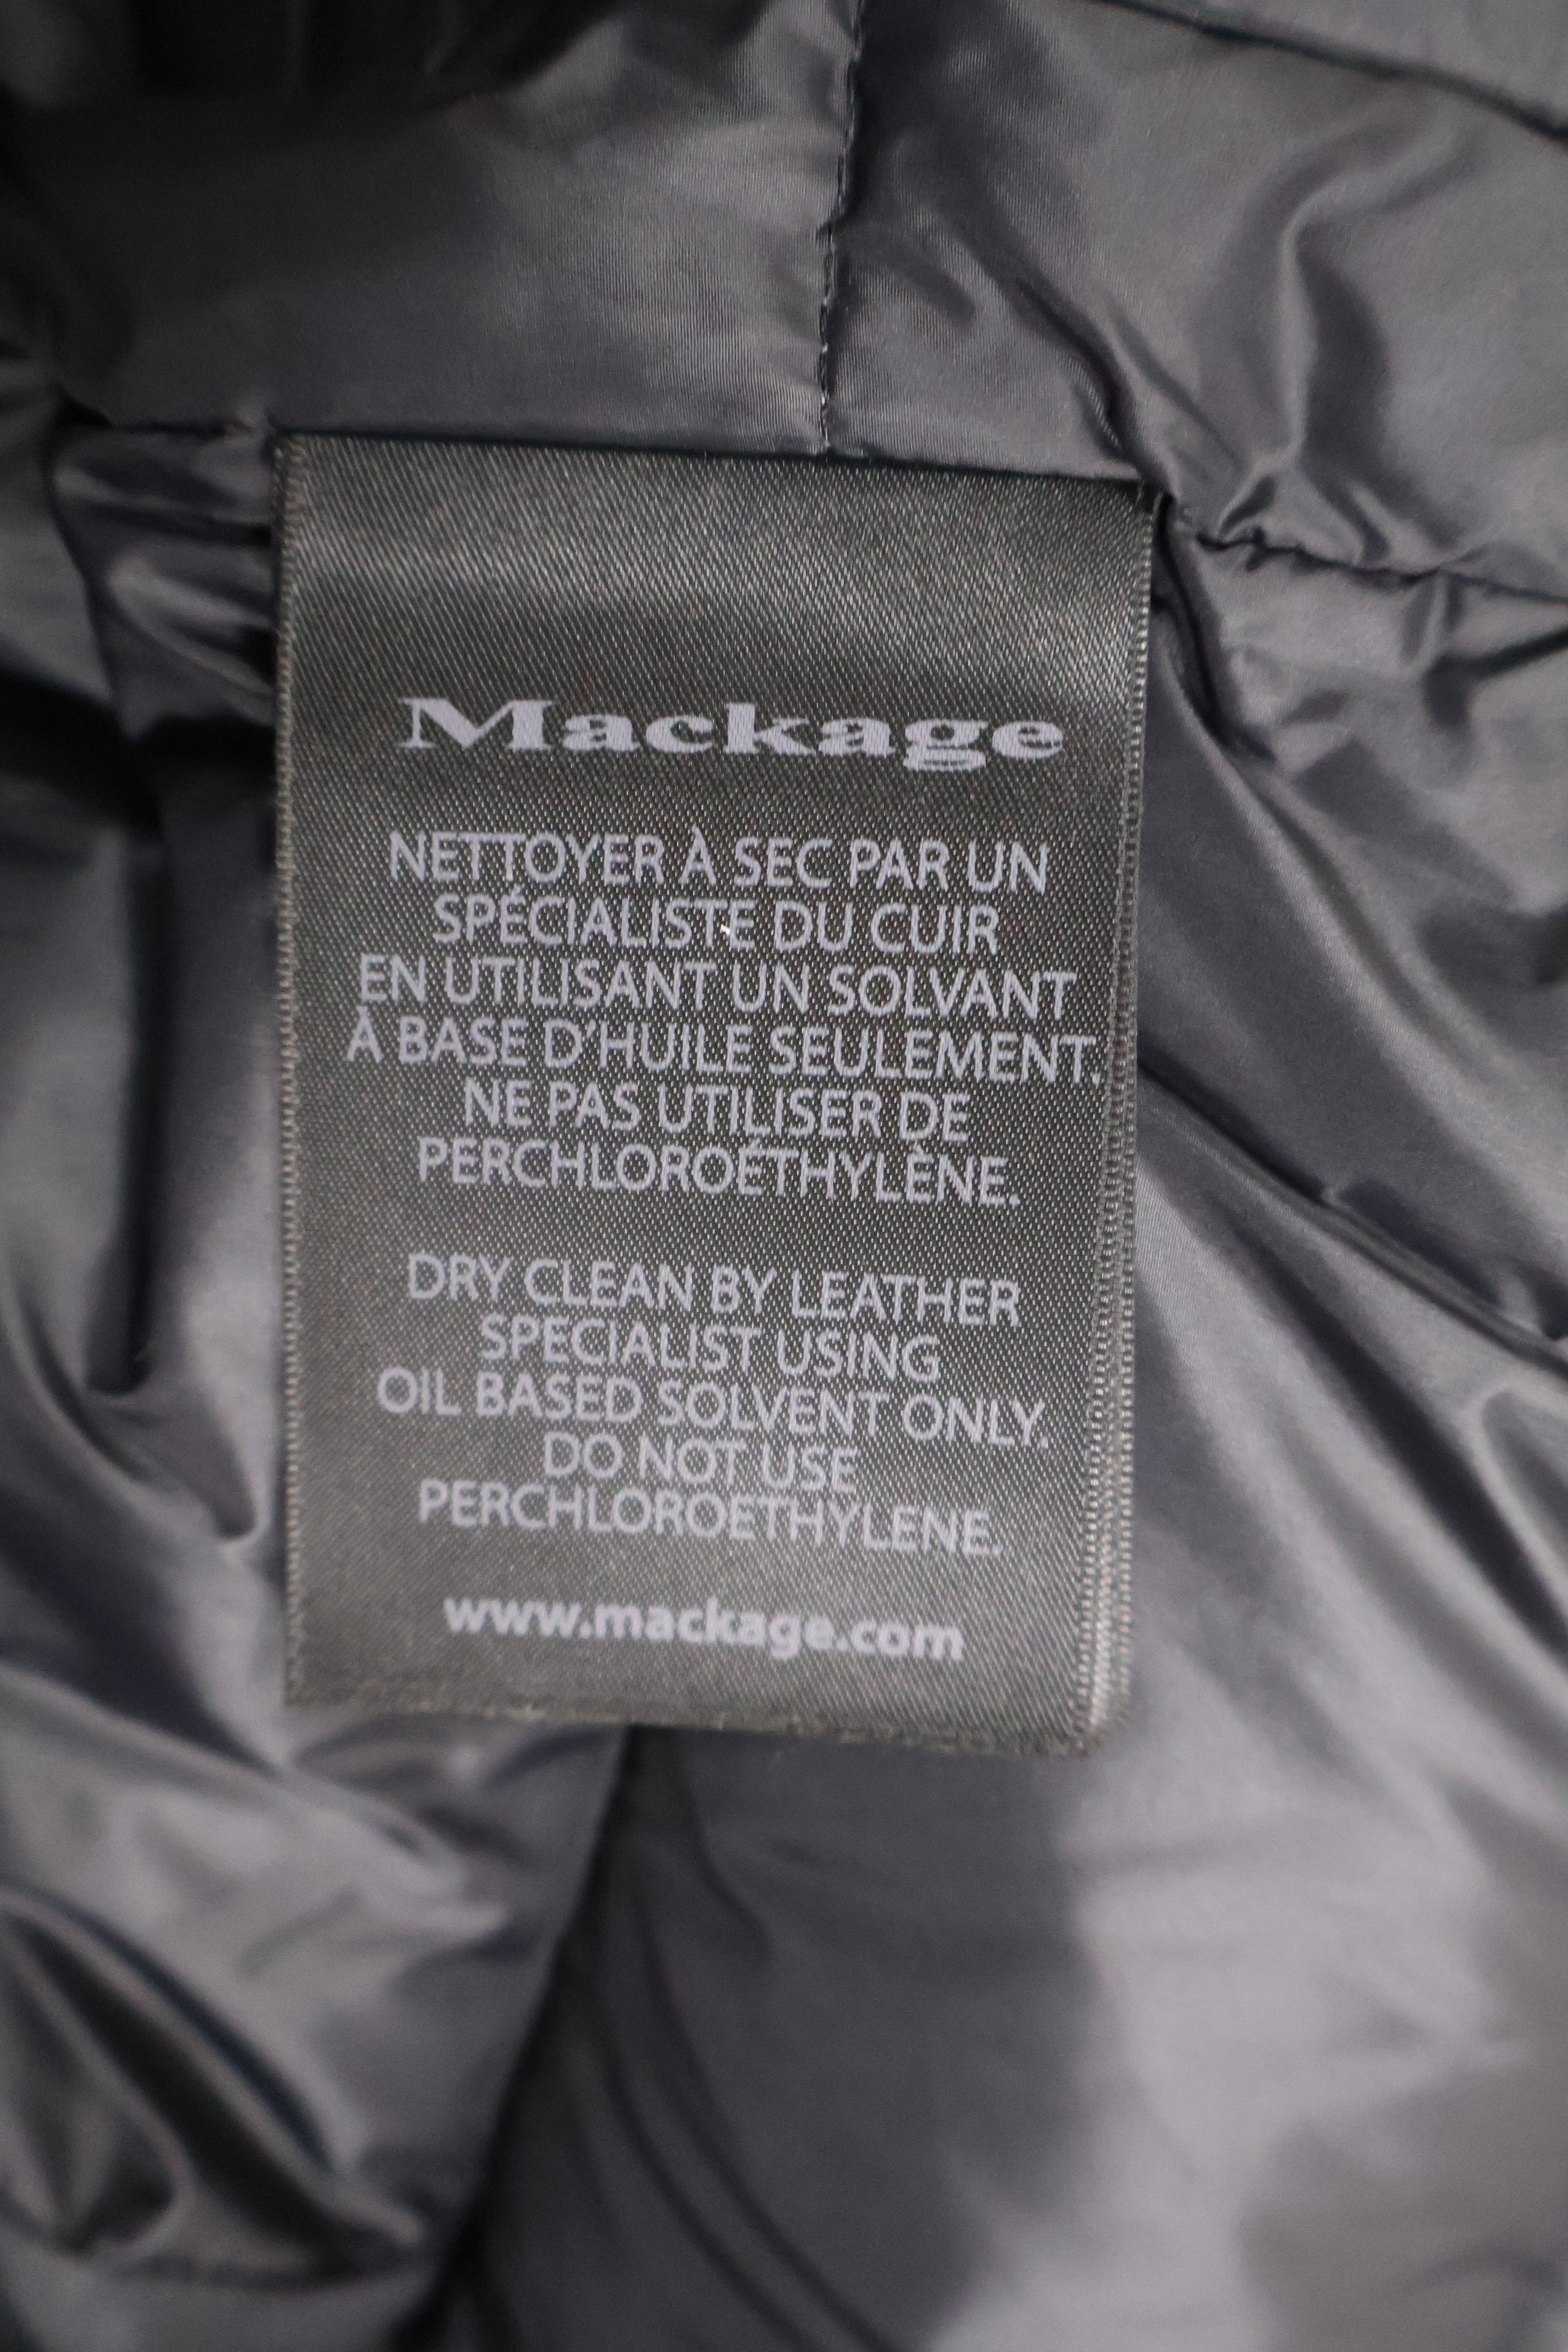 Mackage
NETTOYER À SEC PAR UN
SPÉCIALISTE DU CUIR
EN UTILISANT UN SOLVANT
À BASE D'HUILE SEULEMENT.
NE PAS UTILISER DE
PERCHLOROÉTHYLÈNE.
DRY CLEAN BY LEATHER
SPECIALIST USING
OIL BASED SOLVENT ONLY.
DO NOT USE
PERCHLOROETHYLENE.
www.mackage.com